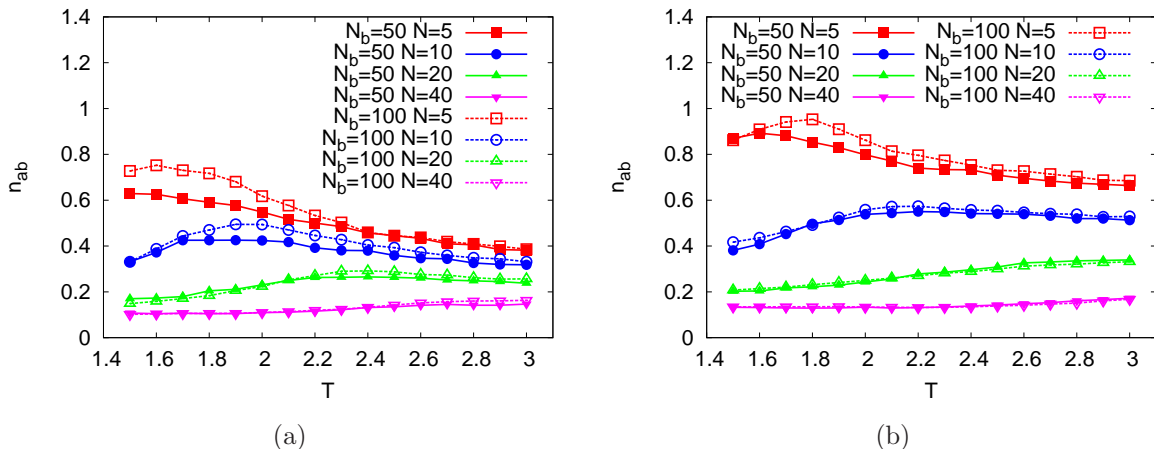 1.4
1.2
1
0.8
0.6
0.4
0.2
0
n_ab
N_b=50 N=5
N_b=50 N=10
N_b=50 N=20
N_b=50 N=40
N_b=100 N=5
N_b=100 N=10
N_b=100 N=20
N_b=100 N=40
1.4 1.6 1.8 2 2.2 2.4 2.6 2.8 3
T
(a)
1.4
1.2
1
0.8
0.6
0.4
0.2
0
n_ab
N_b=50 N=5 N_b=100 N=5
N_b=50 N=10 N_b=100 N=10
N_b=50 N=20 N_b=100 N=20
N_b=50 N=40 N_b=100 N=40
1.4 1.6 1.8 2 2.2 2.4 2.6 2.8 3
T
(b)